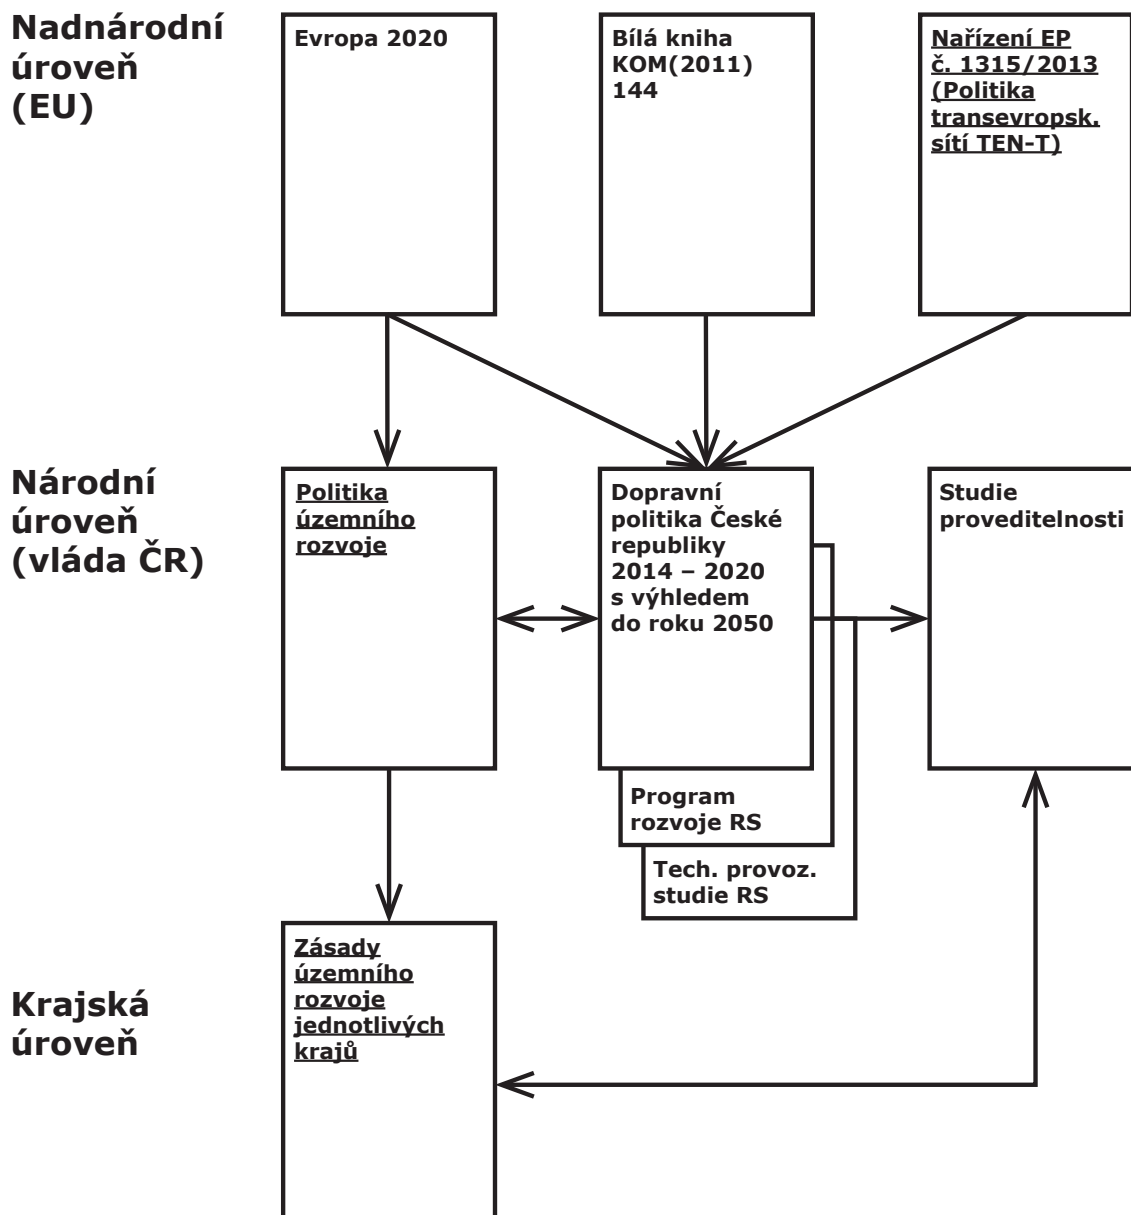 Nadnárodní
úroveň
(EU)
Evropa 2020
Bílá kniha
KOM(2011)
144
Nařízení EP
č. 1315/2013
(Politika
transevropsk.
sítí TEN-T)
Národní
úroveň
(vláda ČR)
Politika
územního
rozvoje
Dopravní
politika České
republiky
2014 – 2020
s výhledem
do roku 2050
Studie
proveditelnosti
Program
rozvoje RS
Tech. provoz.
studie RS
Krajská
úroveň
Zásady
územního
rozvoje
jednotlivých
krajů